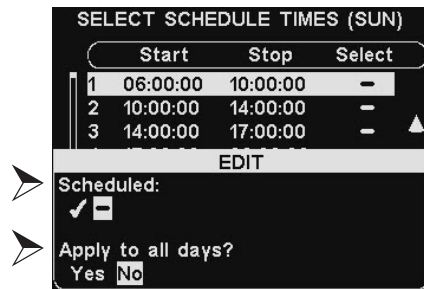 SELECT SCHEDULE TIMES (SUN)
Start Stop Select
1 06:00:00 10:00:00 –
2 10:00:00 14:00:00 –
3 14:00:00 17:00:00 –
EDIT
Scheduled:
✓ –
Apply to all days?
Yes No